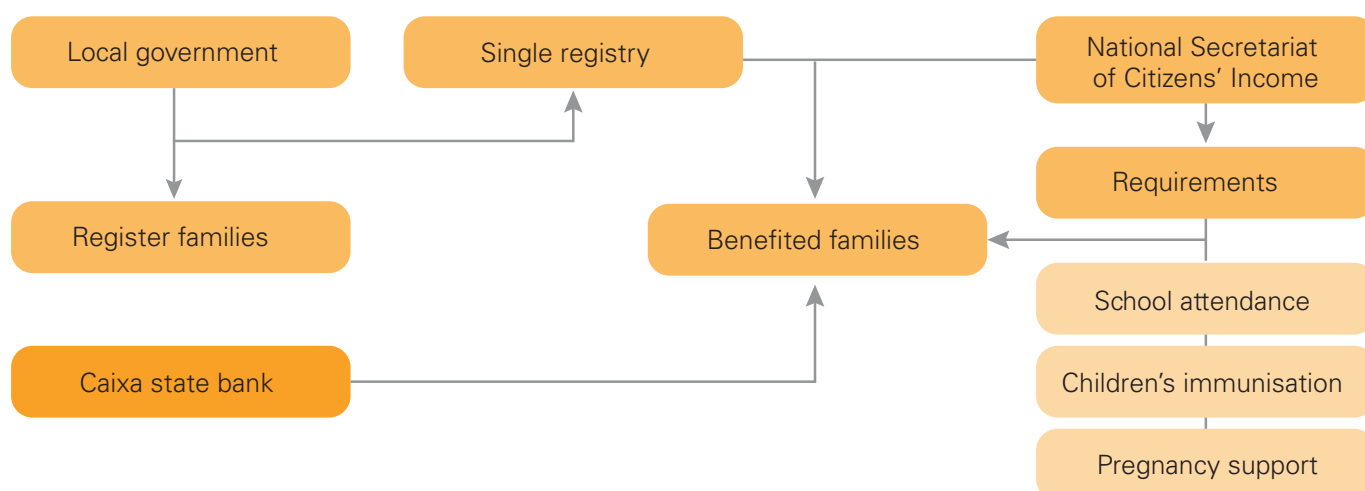 Local government
Single registry
National Secretariat
of Citizens’ Income
Requirements
Register families
Benefited families
School attendance
Caixa state bank
Children’s immunisation
Pregnancy support